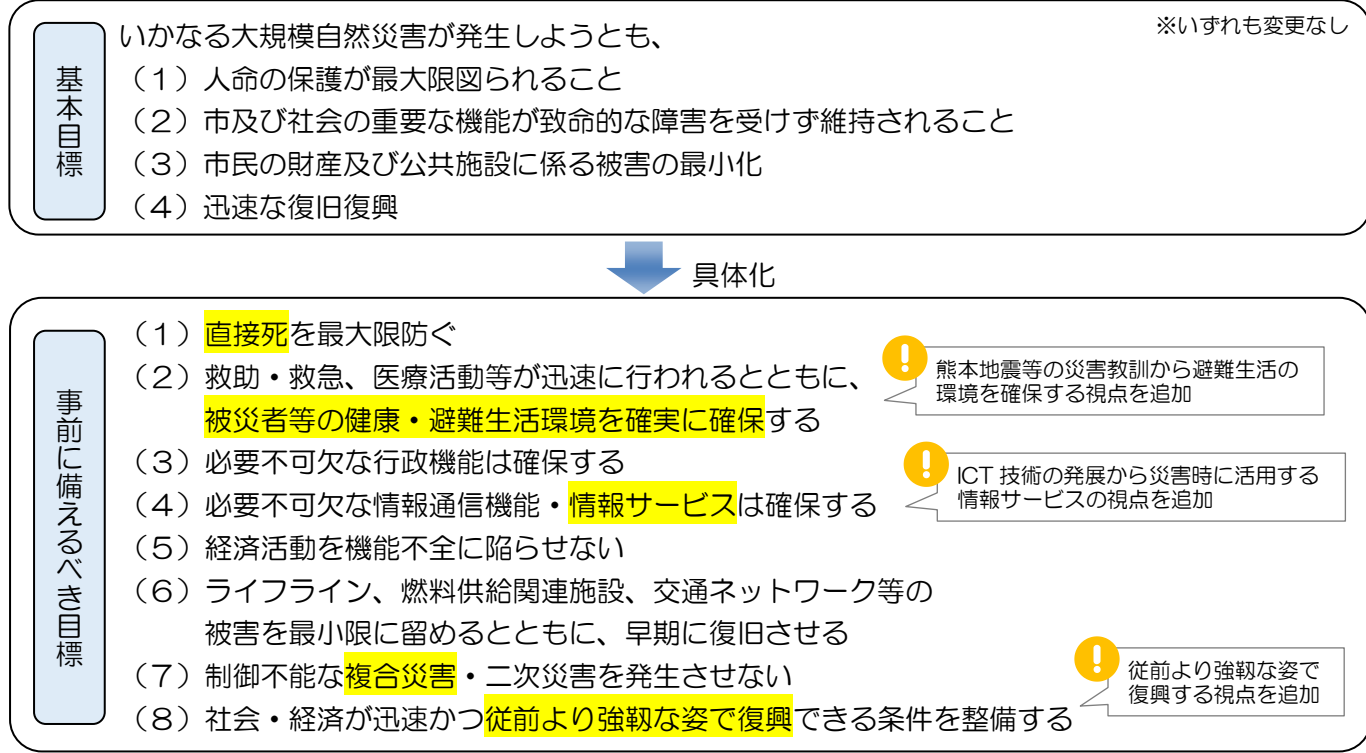 ※いずれも変更なし
基本目標
いかなる大規模自然災害が発生しようとも、
（１）人命の保護が最大限図られること
（２）市及び社会の重要な機能が致命的な障害を受けず維持されること
（３）市民の財産及び公共施設に係る被害の最小化
（４）迅速な復旧復興
具体化
事前に備えるべき目標
（１）直接死を最大限防ぐ
（２）救助・救急、医療活動等が迅速に行われるとともに、
被災者等の健康・避難生活環境を確実に確保する
！
熊本地震等の災害教訓から避難生活の
環境を確保する視点を追加
（３）必要不可欠な行政機能は確保する
（４）必要不可欠な情報通信機能・情報サービスは確保する
！
ICT 技術の発展から災害時に活用する
情報サービスの視点を追加
（５）経済活動を機能不全に陥らせない
（６）ライフライン、燃料供給関連施設、交通ネットワーク等の
被害を最小限に留めるとともに、早期に復旧させる
（７）制御不能な複合災害・二次災害を発生させない
（８）社会・経済が迅速かつ従前より強靱な姿で復興できる条件を整備する
！
従前より強靱な姿で
復興する視点を追加